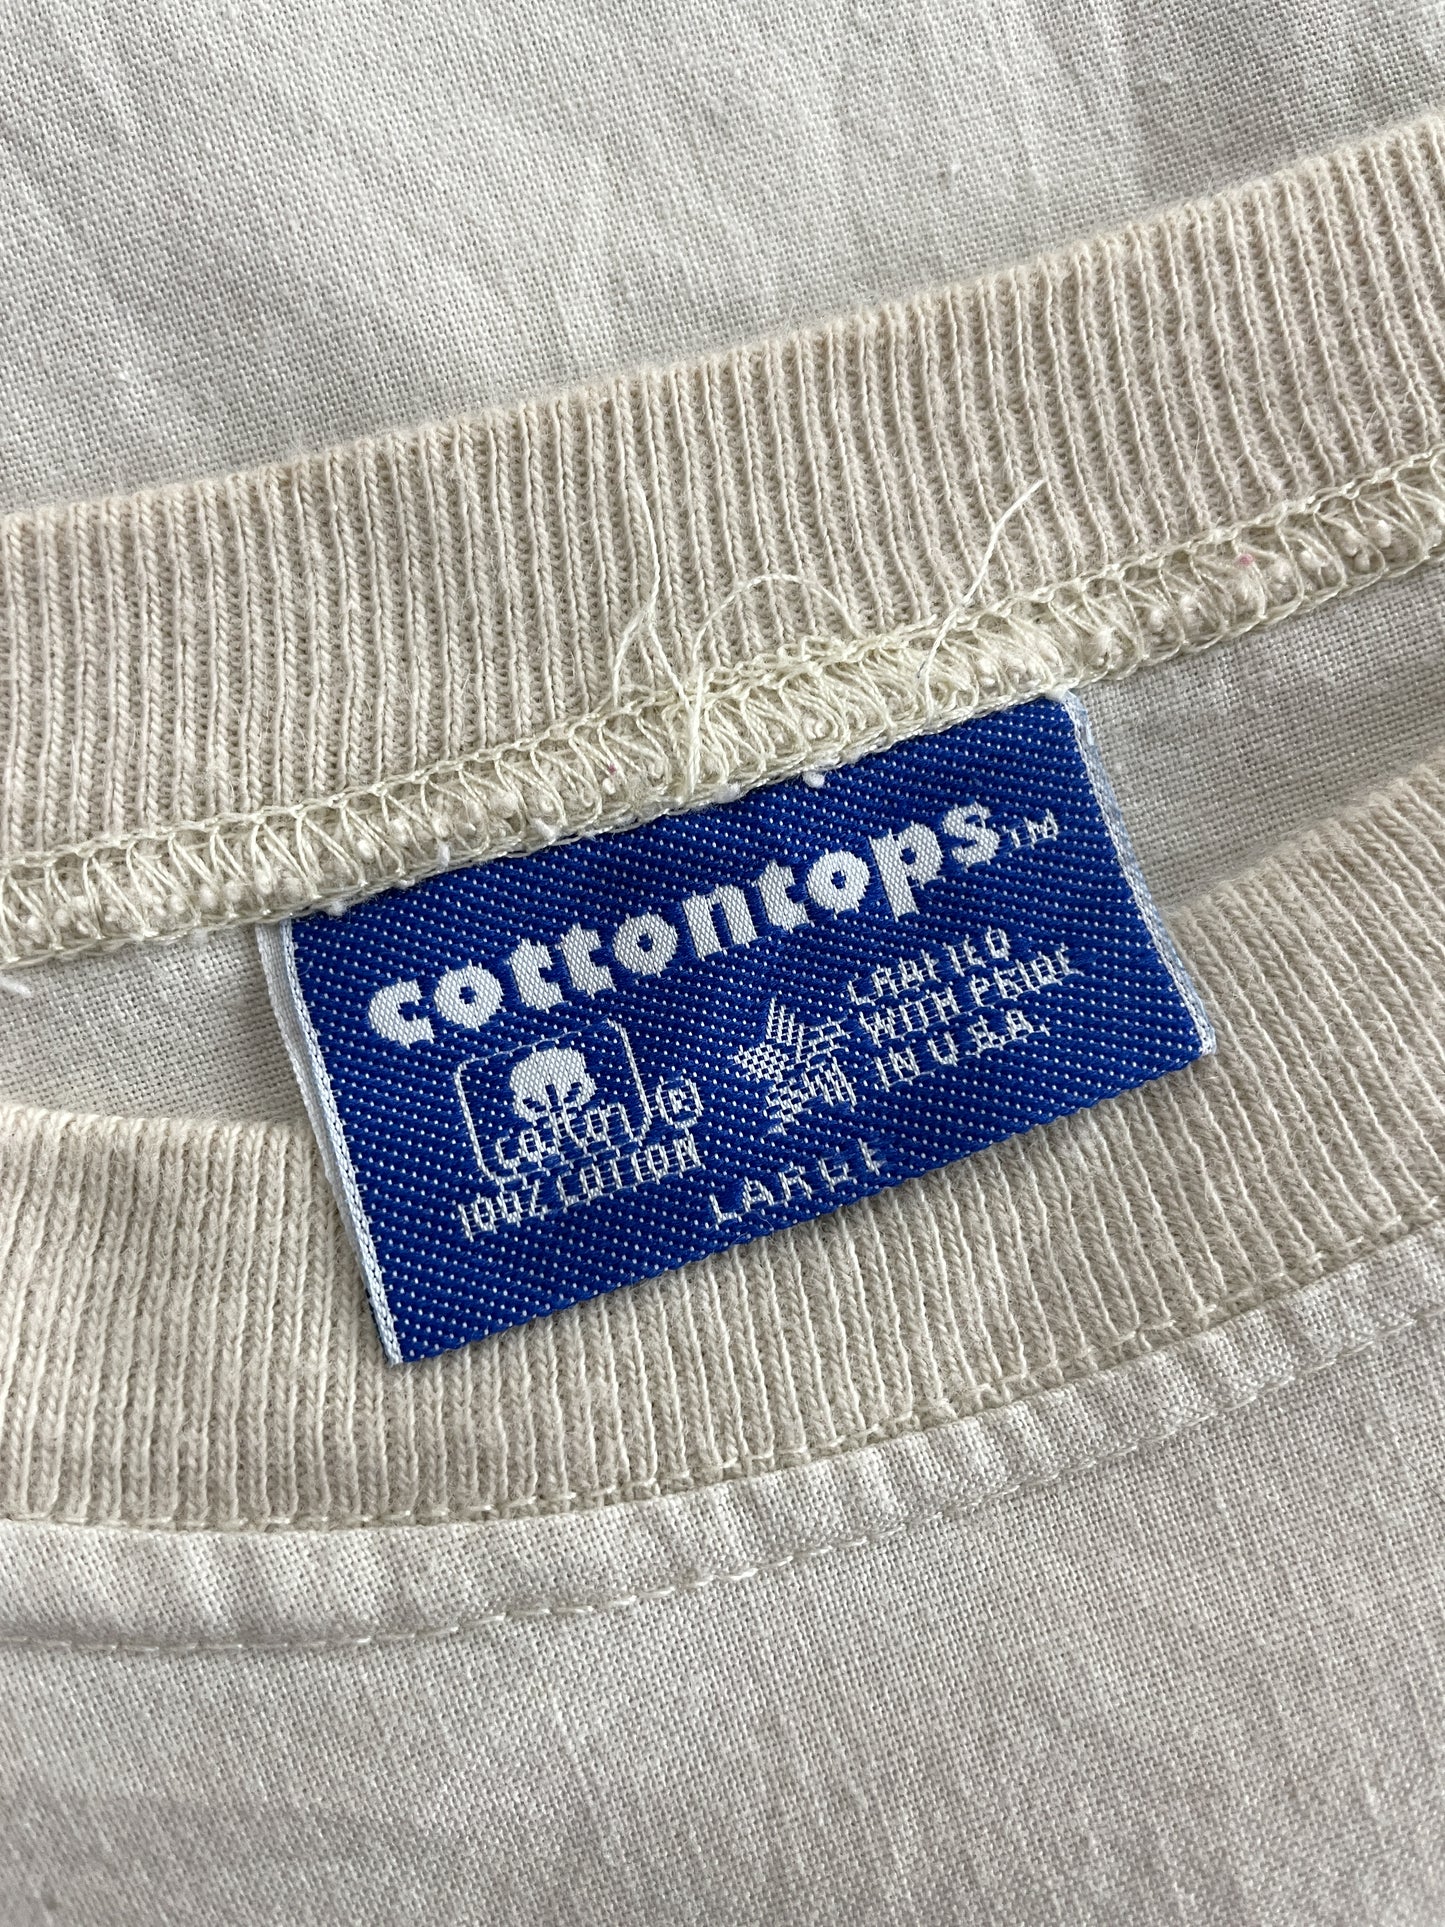 cottontops™
cotton ®
100% COTTON
CRAFTED
WITH PRIDE
IN U.S.A.
LARGE